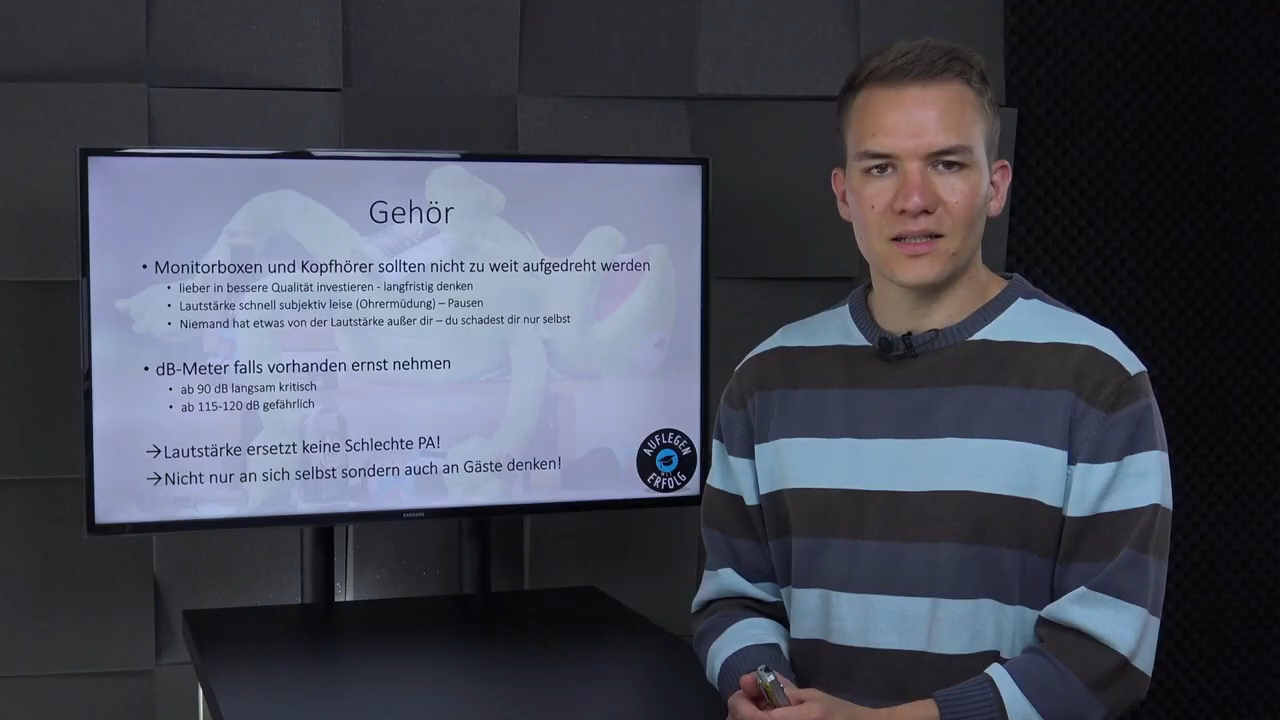 Gehör
• Monitorboxen und Kopfhörer sollten nicht zu weit aufgedreht werden
• lieber in bessere Qualität investieren - langfristig denken
• Lautstärke schnell subjektiv leise (Ohrermüdung) – Pausen
• Niemand hat etwas von der Lautstärke außer dir – du schadest dir nur selbst
• dB-Meter falls vorhanden ernst nehmen
• ab 90 dB langsam kritisch
• ab 115-120 dB gefährlich
→Lautstärke ersetzt keine Schlechte PA!
→Nicht nur an sich selbst sondern auch an Gäste denken!
AUFLEGEN
ERFOLG
SAMSUNG